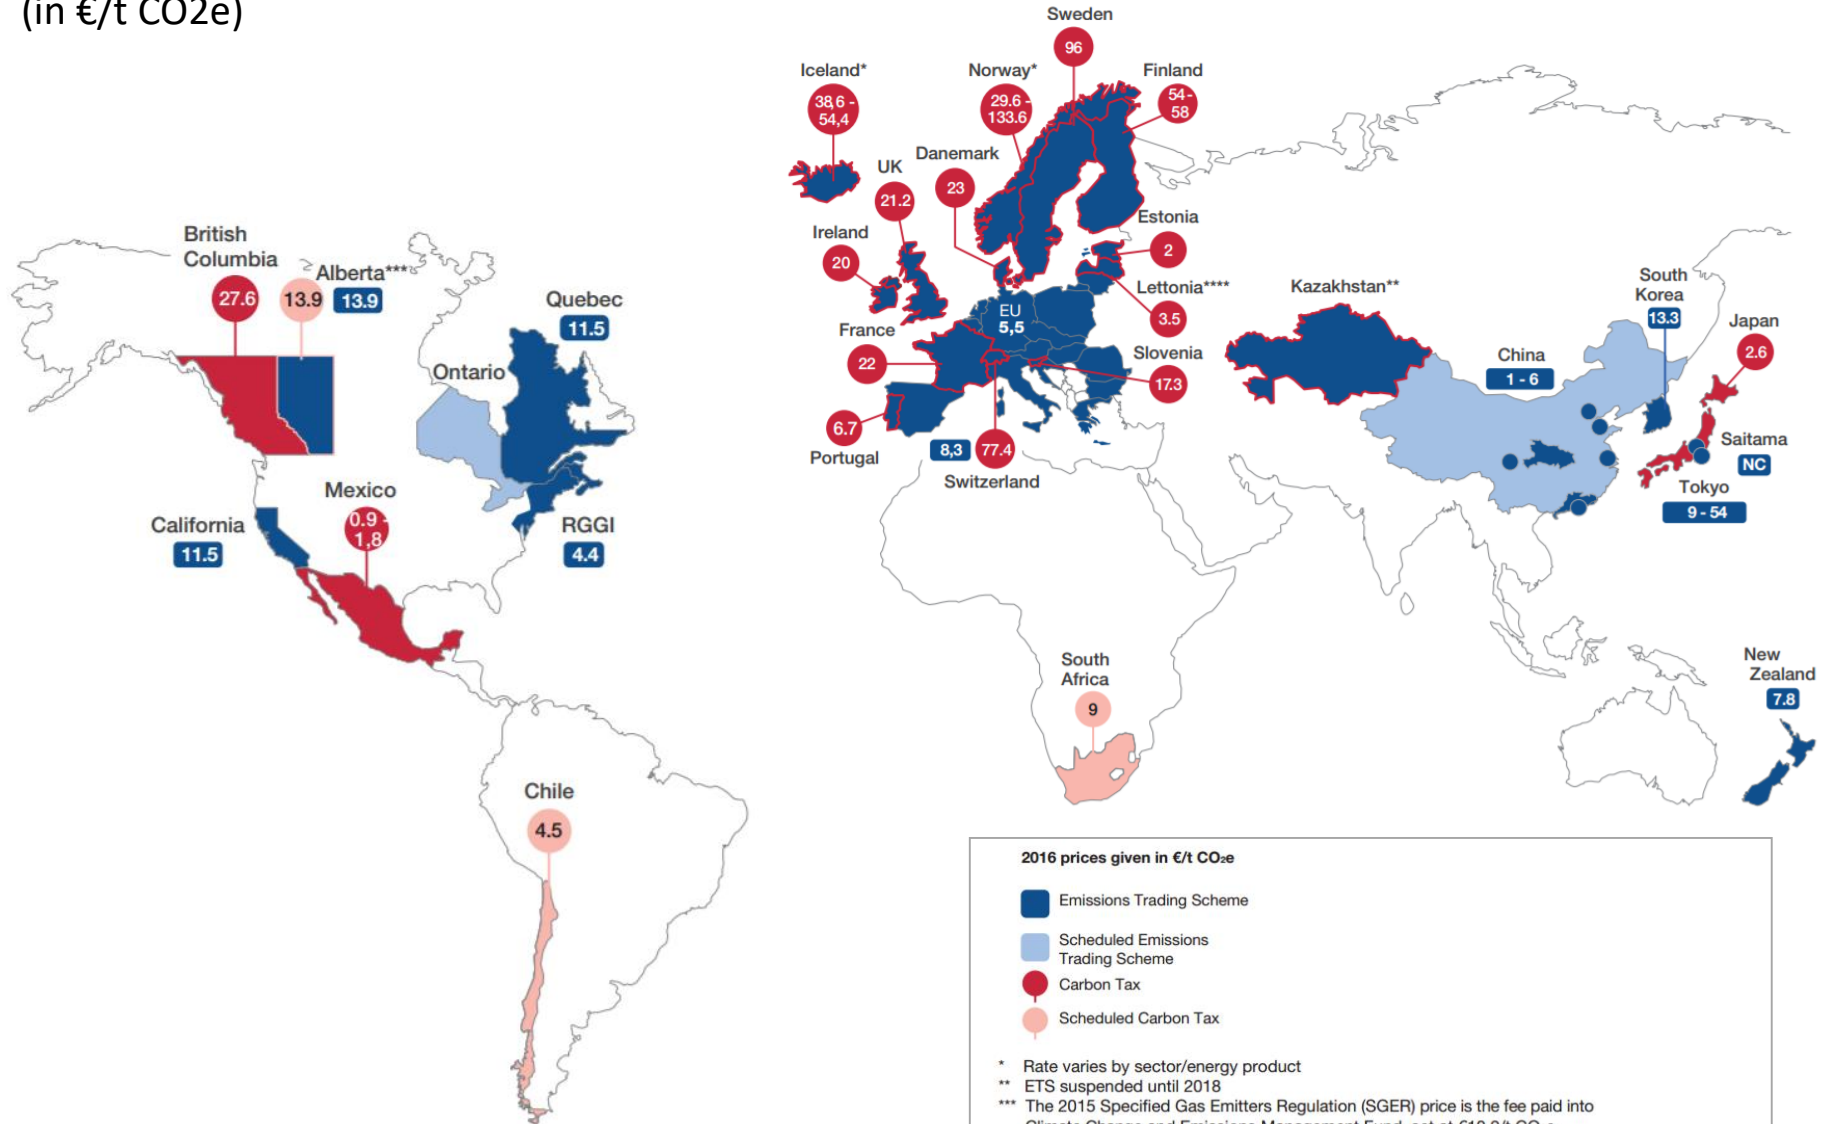 (in €/t CO2e)
Sweden
96
Iceland*
38,6 -
54,4
Norway*
29.6 -
133.6
Finland
54-
58
UK
21.2
Danemark
23
Ireland
20
Estonia
2
Lettonia****
3.5
EU
5,5
France
22
Slovenia
17.3
Portugal
6.7
8,3
77.4
Switzerland
British
Columbia
27.6
Alberta***
13.9
13.9
Quebec
11.5
Ontario
California
11.5
Mexico
0.9 -
1,8
RGGI
4.4
Chile
4.5
South
Africa
9
Kazakhstan**
China
1 - 6
South
Korea
13.3
Japan
2.6
Saitama
NC
Tokyo
9 - 54
New
Zealand
7.8
2016 prices given in €/t CO2e
Emissions Trading Scheme
Scheduled Emissions
Trading Scheme
Carbon Tax
Scheduled Carbon Tax
* Rate varies by sector/energy product
** ETS suspended until 2018
*** The 2015 Specified Gas Emitters Regulation (SGER) price is the fee paid into